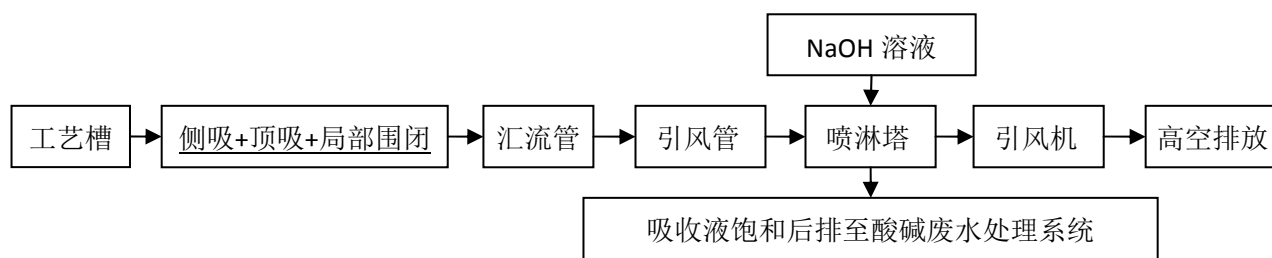 NaOH 溶液
工艺槽
侧吸+顶吸+局部围闭
汇流管
引风管
喷淋塔
引风机
高空排放
吸收液饱和后排至酸碱废水处理系统